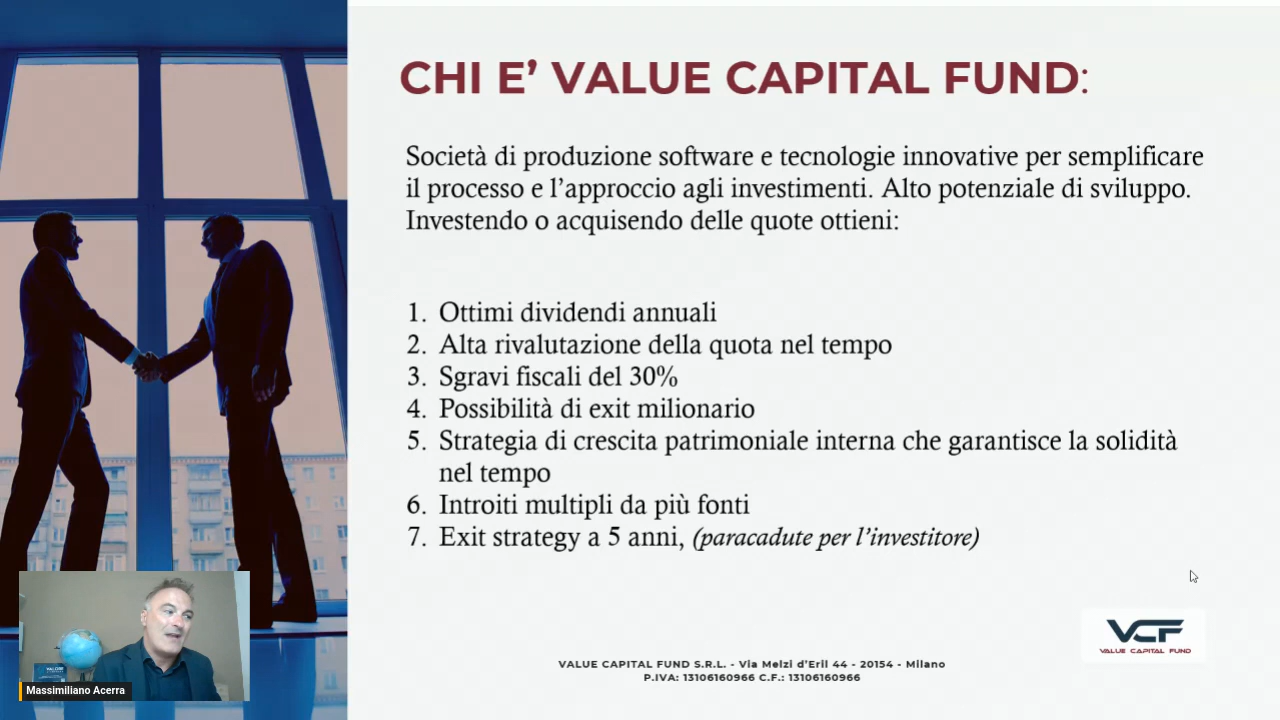 CHI E’ VALUE CAPITAL FUND:
Società di produzione software e tecnologie innovative per semplificare
il processo e l’approccio agli investimenti. Alto potenziale di sviluppo.
Investendo o acquisendo delle quote ottieni:
1. Ottimi dividendi annuali
2. Alta rivalutazione della quota nel tempo
3. Sgravi fiscali del 30%
4. Possibilità di exit milionario
5. Strategia di crescita patrimoniale interna che garantisce la solidità
nel tempo
6. Introiti multipli da più fonti
7. Exit strategy a 5 anni, (paracadute per l’investitore)
VCF
VALUE CAPITAL FUND
VALUE CAPITAL FUND S.R.L. - Via Melzi d’Eril 44 - 20154 - Milano
P.IVA: 13106160966 C.F.: 13106160966
Massimiliano Acerra